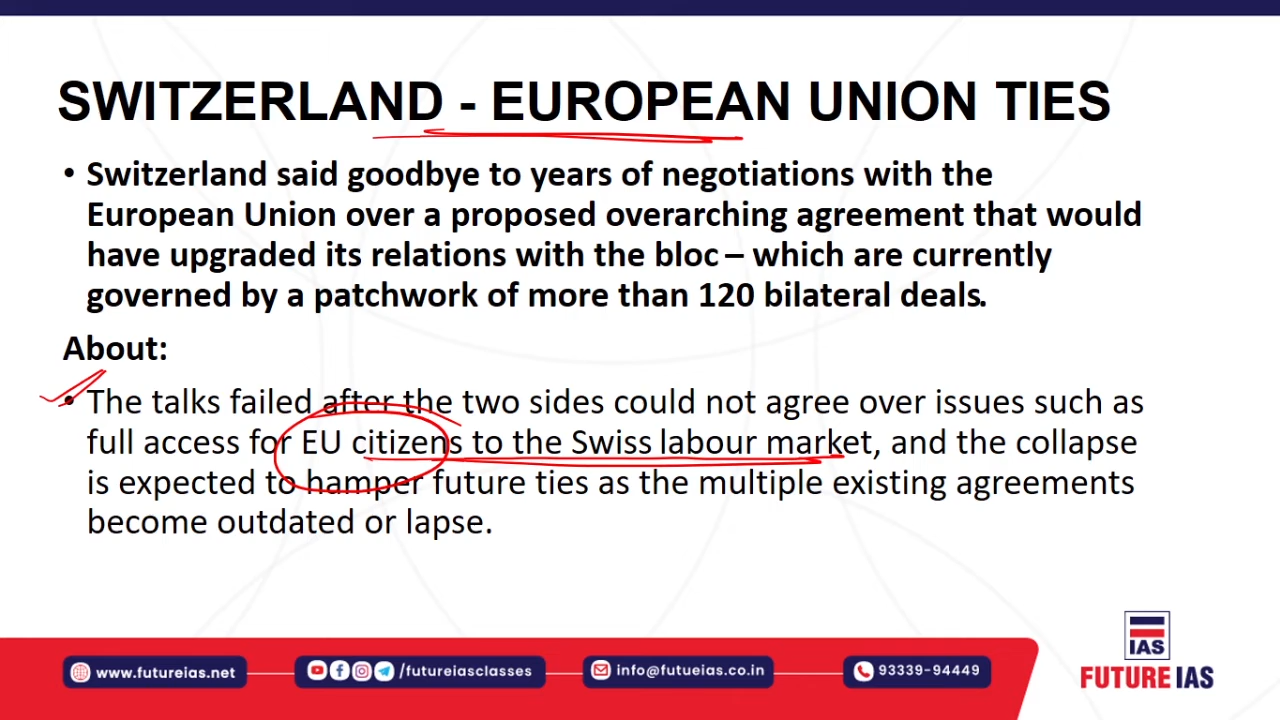 SWITZERLAND - EUROPEAN UNION TIES
• Switzerland said goodbye to years of negotiations with the
European Union over a proposed overarching agreement that would
have upgraded its relations with the bloc – which are currently
governed by a patchwork of more than 120 bilateral deals.
About:
• The talks failed after the two sides could not agree over issues such as
full access for EU citizens to the Swiss labour market, and the collapse
is expected to hamper future ties as the multiple existing agreements
become outdated or lapse.
IAS
FUTURE IAS
www.futureias.net
/futureiasclasses
info@futueias.co.in
93339-94449